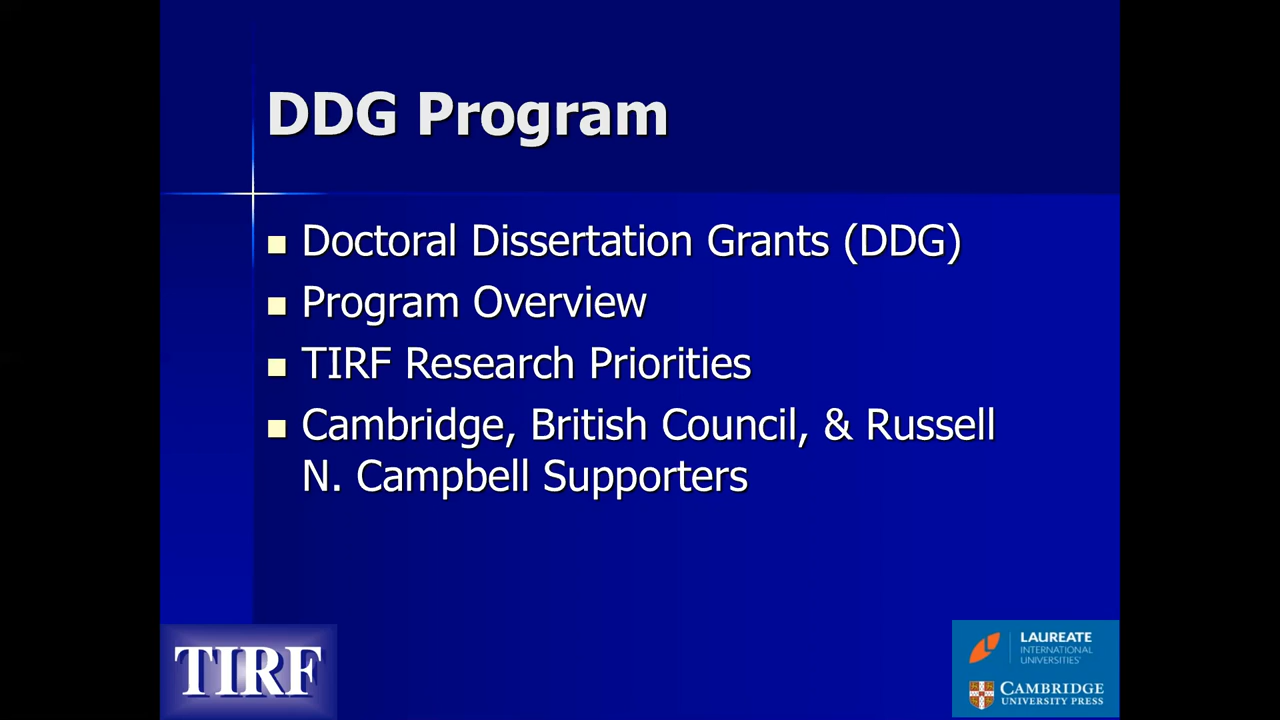 DDG Program
Doctoral Dissertation Grants (DDG)
Program Overview
TIRF Research Priorities
Cambridge, British Council, & Russell
N. Campbell Supporters
TIRF
LAUREATE
INTERNATIONAL
UNIVERSITIES
CAMBRIDGE
UNIVERSITY PRESS